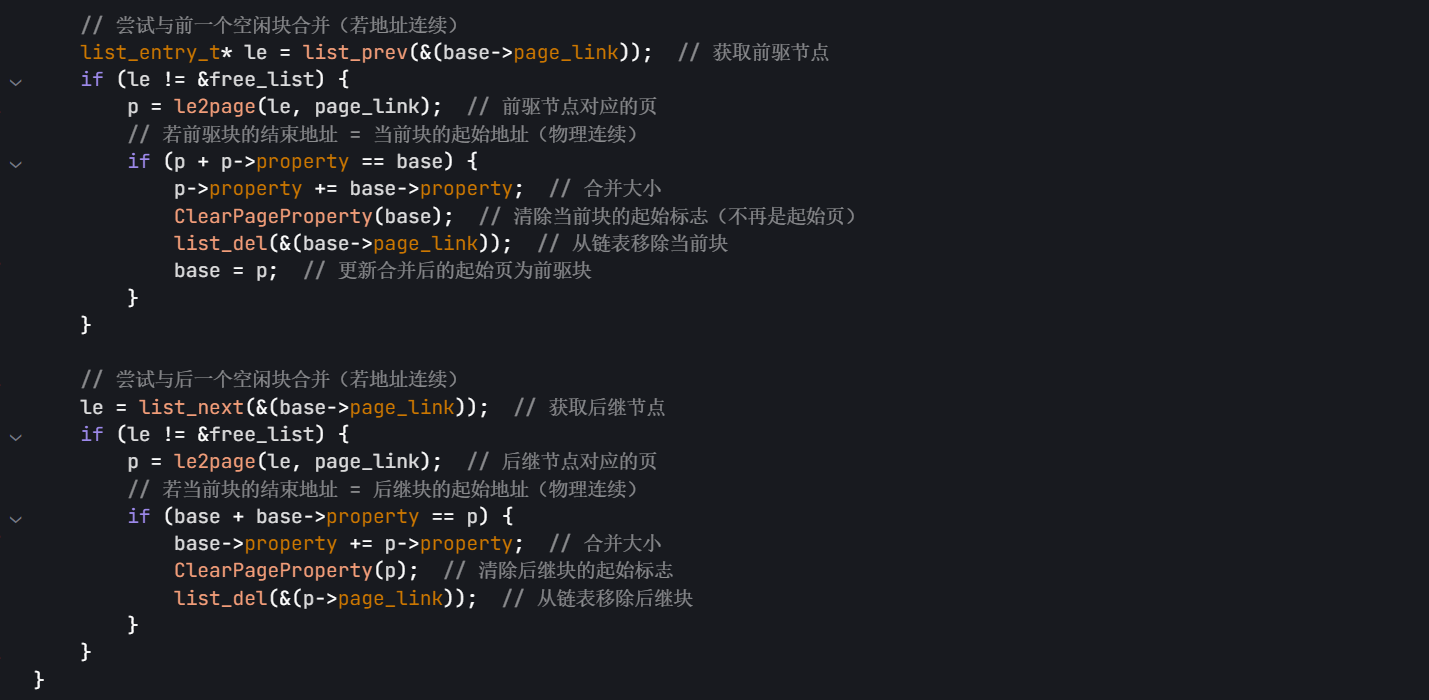 // 尝试与前一个空闲块合并（若地址连续）
list_entry_t* le = list_prev(&(base->page_link));  // 获取前驱节点
if (le != &free_list) {
    p = le2page(le, page_link);  // 前驱节点对应的页
    // 若前驱块的结束地址 = 当前块的起始地址（物理连续）
    if (p + p->property == base) {
        p->property += base->property;  // 合并大小
        ClearPageProperty(base);  // 清除当前块的起始标志（不再是起始页）
        list_del(&(base->page_link));  // 从链表移除当前块
        base = p;  // 更新合并后的起始页为前驱块
    }
}
// 尝试与后一个空闲块合并（若地址连续）
le = list_next(&(base->page_link));  // 获取后继节点
if (le != &free_list) {
    p = le2page(le, page_link);  // 后继节点对应的页
    // 若当前块的结束地址 = 后继块的起始地址（物理连续）
    if (base + base->property == p) {
        base->property += p->property;  // 合并大小
        ClearPageProperty(p);  // 清除后继块的起始标志
        list_del(&(p->page_link));  // 从链表移除后继块
    }
}
}